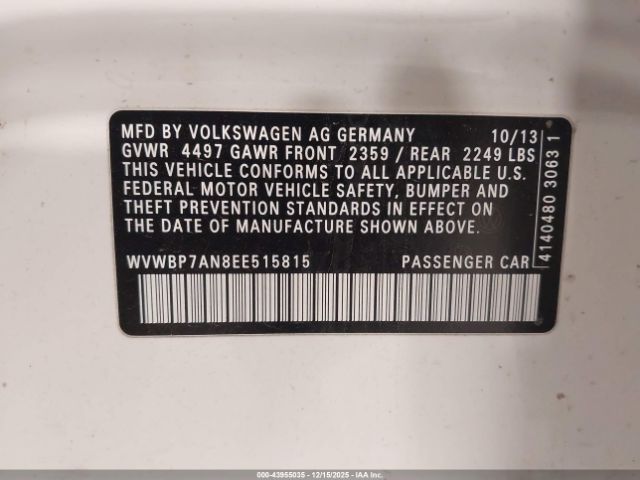 MFD BY VOLKSWAGEN AG GERMANY 10/13
GVWR 4497 GAWR FRONT 2359 / REAR 2249 LBS
THIS VEHICLE CONFORMS TO ALL APPLICABLE U.S.
FEDERAL MOTOR VEHICLE SAFETY, BUMPER AND
THEFT PREVENTION STANDARDS IN EFFECT ON
THE DATE OF MANUFACTURE SHOWN ABOVE.
WVWBP7AN8EE515815 PASSENGER CAR
4140480 30631
000-43955035 - 12/15/2025 - IAA Inc.